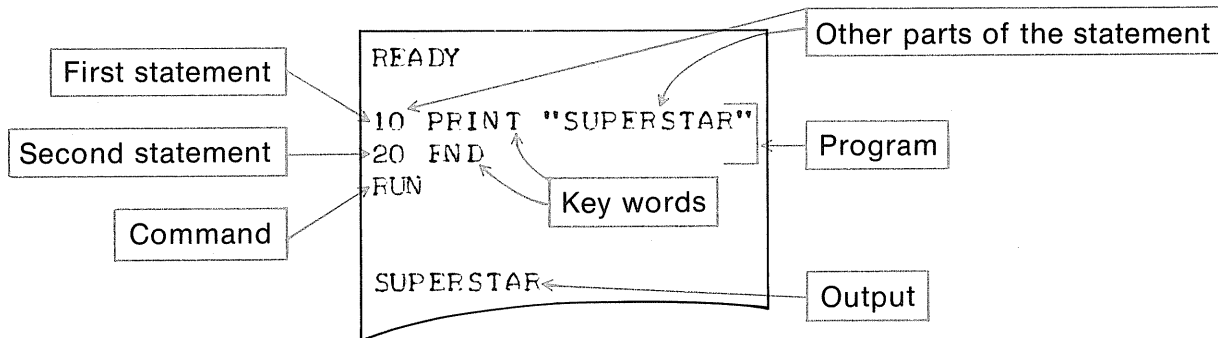 Other parts of the statement
READY
First statement
10 PRINT "SUPERSTAR"
Second statement
20 END
Program
RUN
Key words
Command
SUPERSTAR
Output